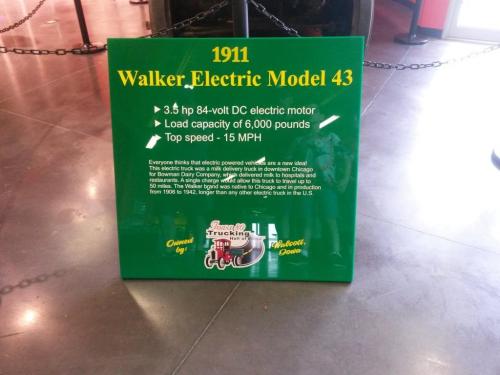 1911
Walker Electric Model 43
3.5 hp 84-volt DC electric motor
Load capacity of 6,000 pounds
Top speed - 15 MPH
Everyone thinks that electric powered vehicles are a new idea!
This electric truck was a milk delivery truck in downtown Chicago
for Bowman Dairy Company, which delivered milk to hospitals and
restaurants. A single charge would allow this truck to travel up to
50 miles. The Walker brand was native to Chicago and in production
from 1906 to 1942, longer than any other electric truck in the U.S.
Iowa 80
Trucking
Hall of
Owned
by:
Walcott,
Iowa